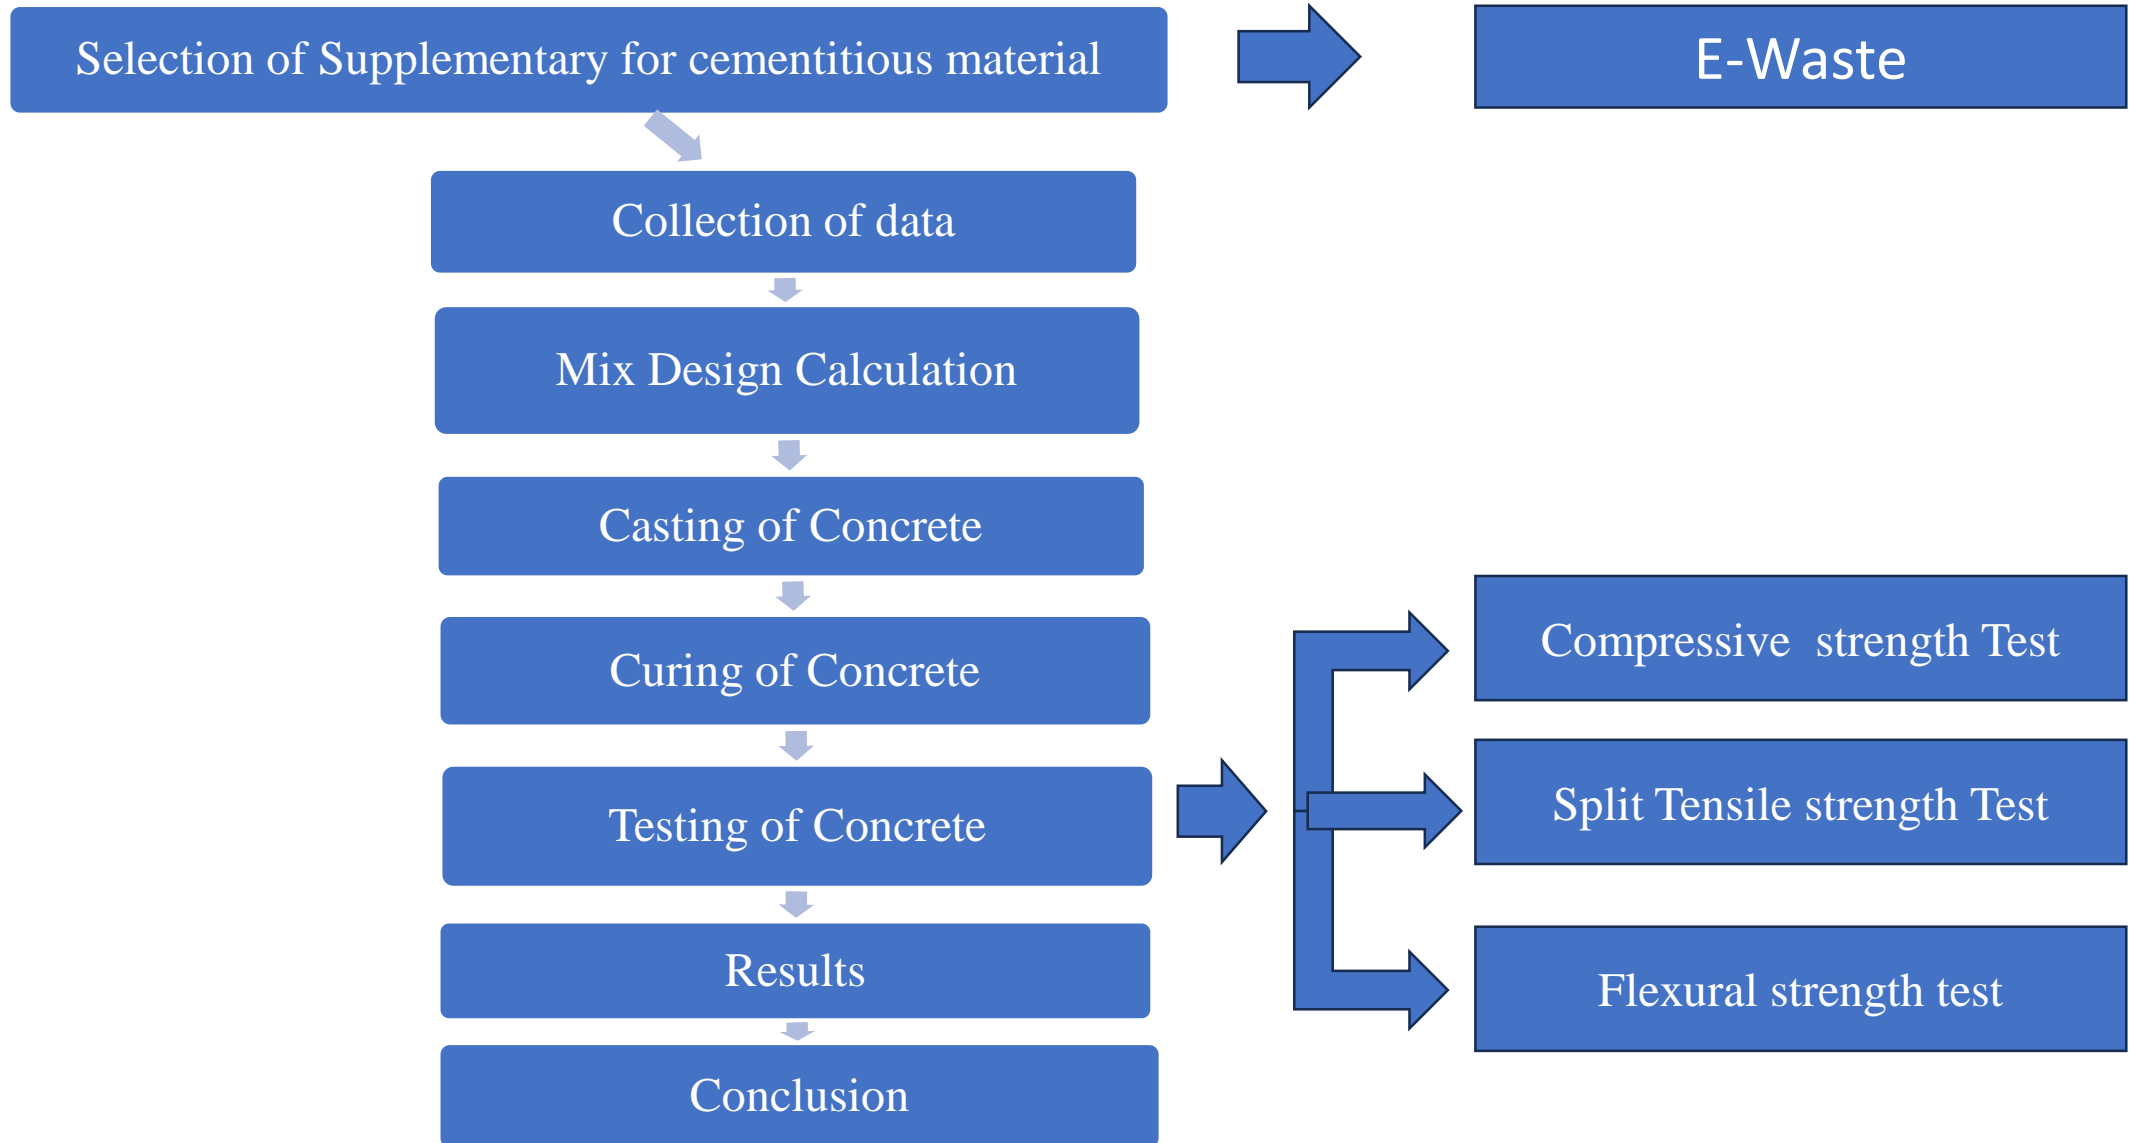 Selection of Supplementary for cementitious material
E-Waste
Collection of data
Mix Design Calculation
Casting of Concrete
Curing of Concrete
Testing of Concrete
Compressive  strength Test
Split Tensile strength Test
Flexural strength test
Results
Conclusion